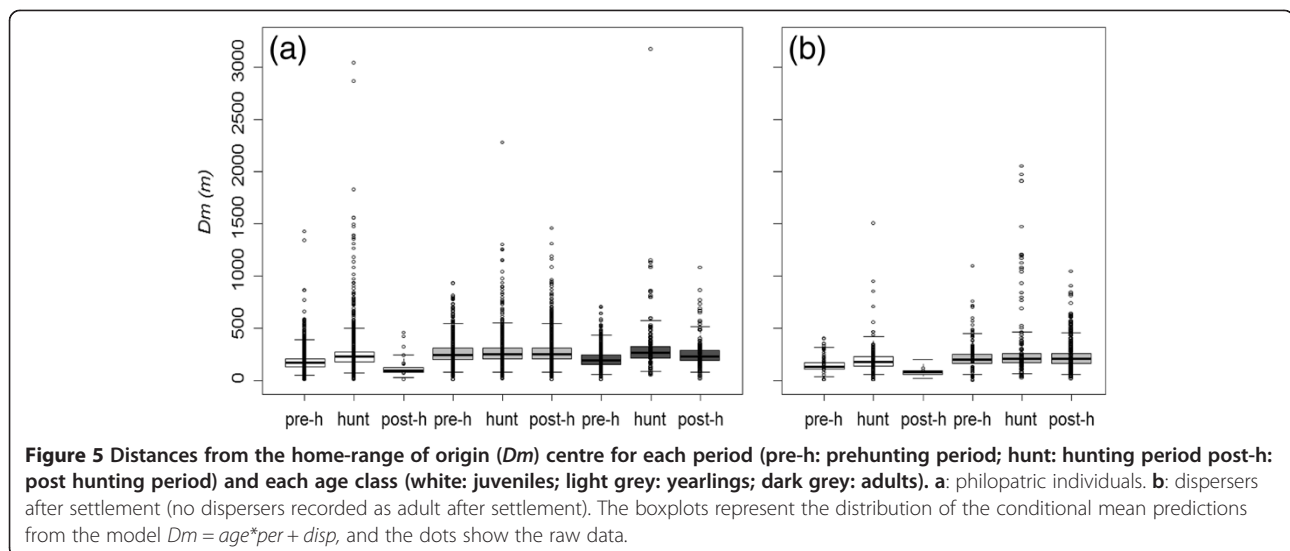 (a) (b)
3000
2500
2000
1500
1000
500
0
Dm (m)
pre-h hunt post-h pre-h hunt post-h pre-h hunt post-h pre-h hunt post-h pre-h hunt post-h
Figure 5 Distances from the home-range of origin (Dm) centre for each period (pre-h: prehunting period; hunt: hunting period post-h:
post hunting period) and each age class (white: juveniles; light grey: yearlings; dark grey: adults). a: philopatric individuals. b: dispersers
after settlement (no dispersers recorded as adult after settlement). The boxplots represent the distribution of the conditional mean predictions
from the model Dm = age*per + disp, and the dots show the raw data.